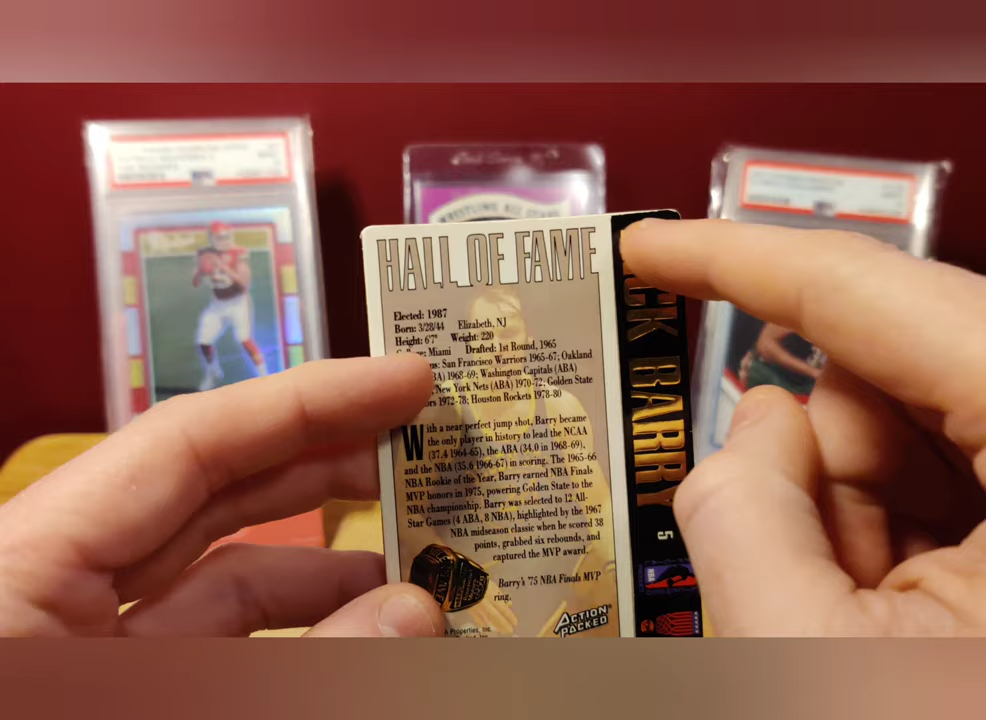 WRESTLING ALL STARS
HALL OF FAME
Elected: 1987
Born: 3/28/44 Elizabeth, NJ
Height: 6'7" Weight: 220
Miami Drafted: 1st Round, 1965
San Francisco Warriors 1965-67; Oakland
1968-69; Washington Capitals (ABA)
New York Nets (ABA) 1970-72; Golden State
1972-78; Houston Rockets 1978-80
With a near perfect jump shot, Barry became
the only player in history to lead the NCAA
(37.4 1964-65), the ABA (34.0 in 1968-69),
and the NBA (35.6 1966-67) in scoring. The 1965-66
NBA Rookie of the Year, Barry earned NBA Finals
MVP honors in 1975, powering Golden State to the
NBA championship. Barry was selected to 12 All-
Star Games (4 ABA, 8 NBA), highlighted by the 1967
NBA midseason classic when he scored 38
points, grabbed six rebounds, and
captured the MVP award.
Barry's '75 NBA Finals MVP
ring.
ACTION
PACKED
A Properties, Inc.
CK BARRY 5
NBA